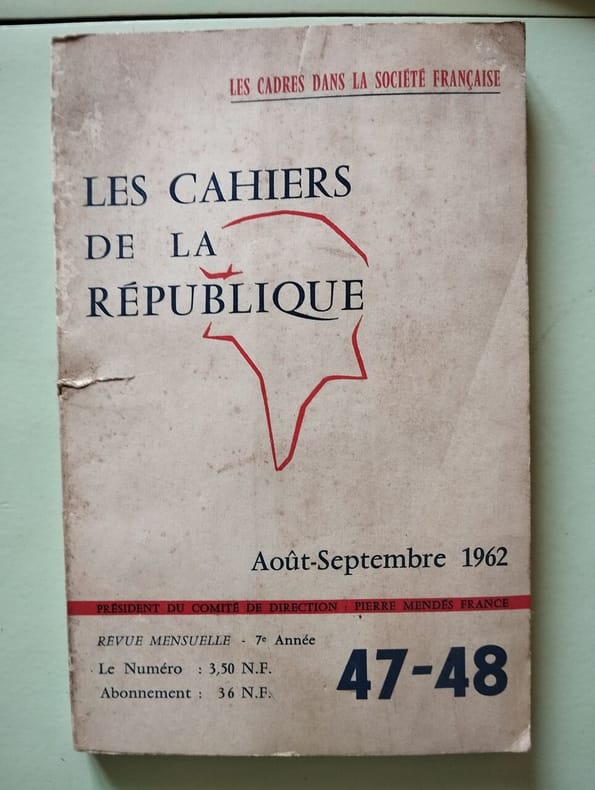 LES CADRES DANS LA SOCIÉTÉ FRANÇAISE
LES CAHIERS
DE LA
RÉPUBLIQUE
Août-Septembre 1962
PRÉSIDENT DU COMITÉ DE DIRECTION : PIERRE MENDÈS FRANCE
REVUE MENSUELLE - 7e Année
Le Numéro : 3,50 N.F.
Abonnement : 36 N.F.
47-48